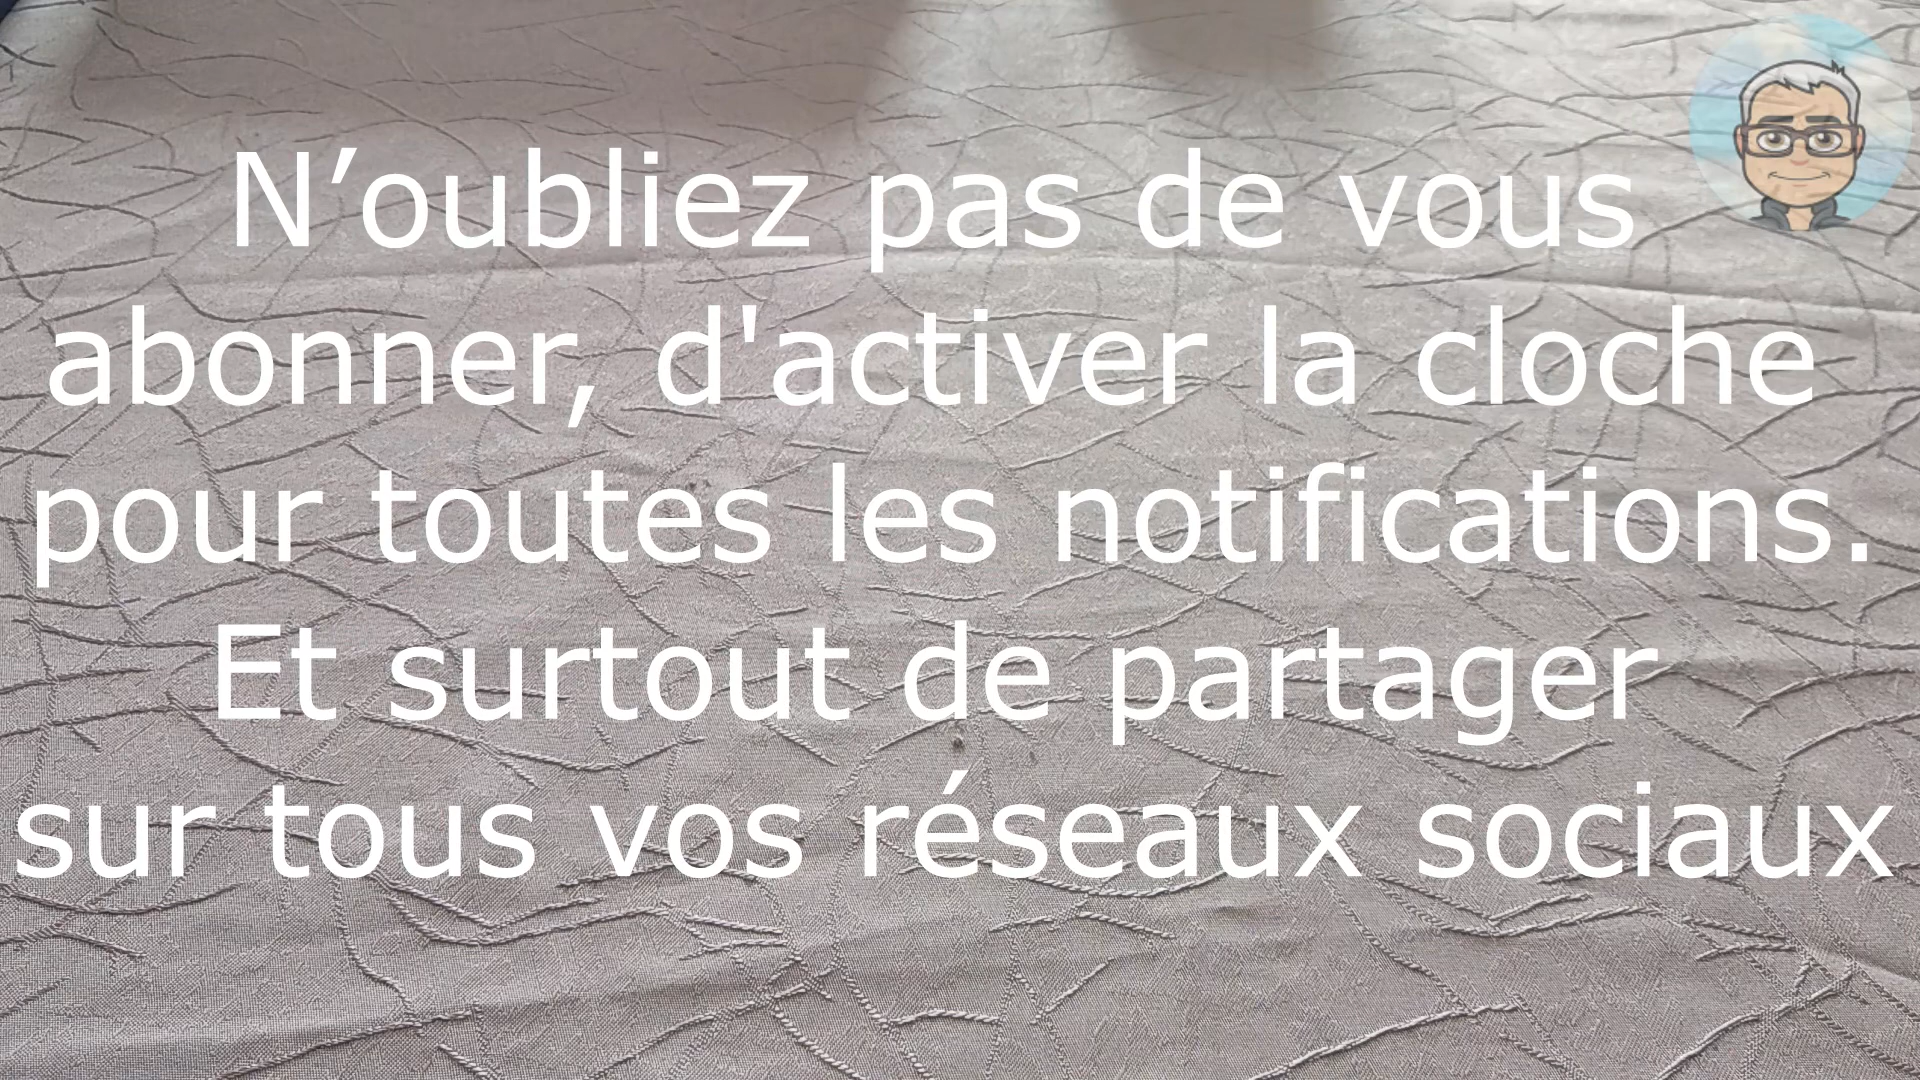 N’oubliez pas de vous
abonner, d'activer la cloche
pour toutes les notifications.
Et surtout de partager
sur tous vos réseaux sociaux